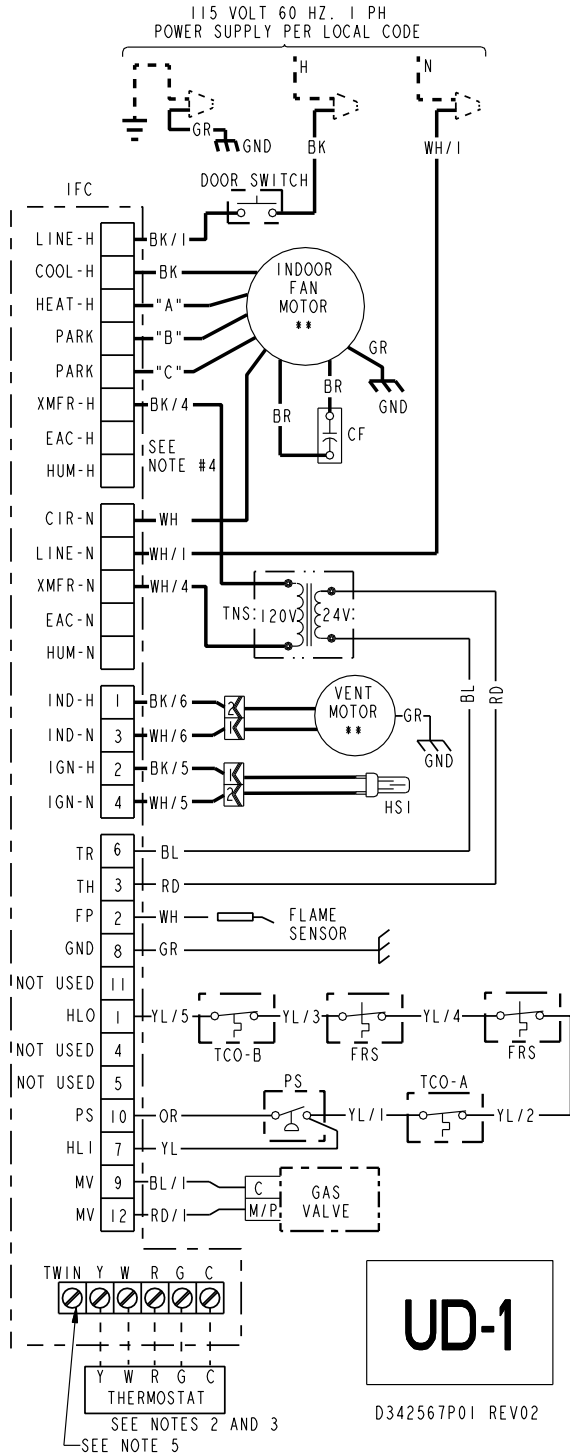 115 VOLT 60 HZ. 1 PH
POWER SUPPLY PER LOCAL CODE
H
N
GR
GND
BK
WH/1
DOOR SWITCH
IFC
LINE-H BK/1
COOL-H BK
HEAT-H "A"
PARK "B"
PARK "C"
XMFR-H BK/4
EAC-H
HUM-H
SEE
NOTE #4
INDOOR
FAN
MOTOR
**
GR
GND
BR
BR
CF
CIR-N WH
LINE-N WH/1
XMFR-N WH/4
EAC-N
HUM-N
TNS: 120V 24V
BL
RD
IND-H 1 BK/6 2
IND-N 3 WH/6 1
IGN-H 2 BK/5 1
IGN-N 4 WH/5 2
VENT
MOTOR
**
GR
GND
HSI
TR 6 BL
TH 3 RD
FP 2 WH
FLAME
SENSOR
GND 8 GR
NOT USED 11
HLO 1 YL/5 YL/3 YL/4
TCO-B FRS FRS
NOT USED 4
NOT USED 5
PS TCO-A
PS 10 OR YL/1 YL/2
HLI 7 YL
MV 9 BL/1 C
MV 12 RD/1 M/P
GAS
VALVE
TWIN Y W R G C
Y W R G C
THERMOSTAT
SEE NOTES 2 AND 3
SEE NOTE 5
UD-1
D342567P01 REV02